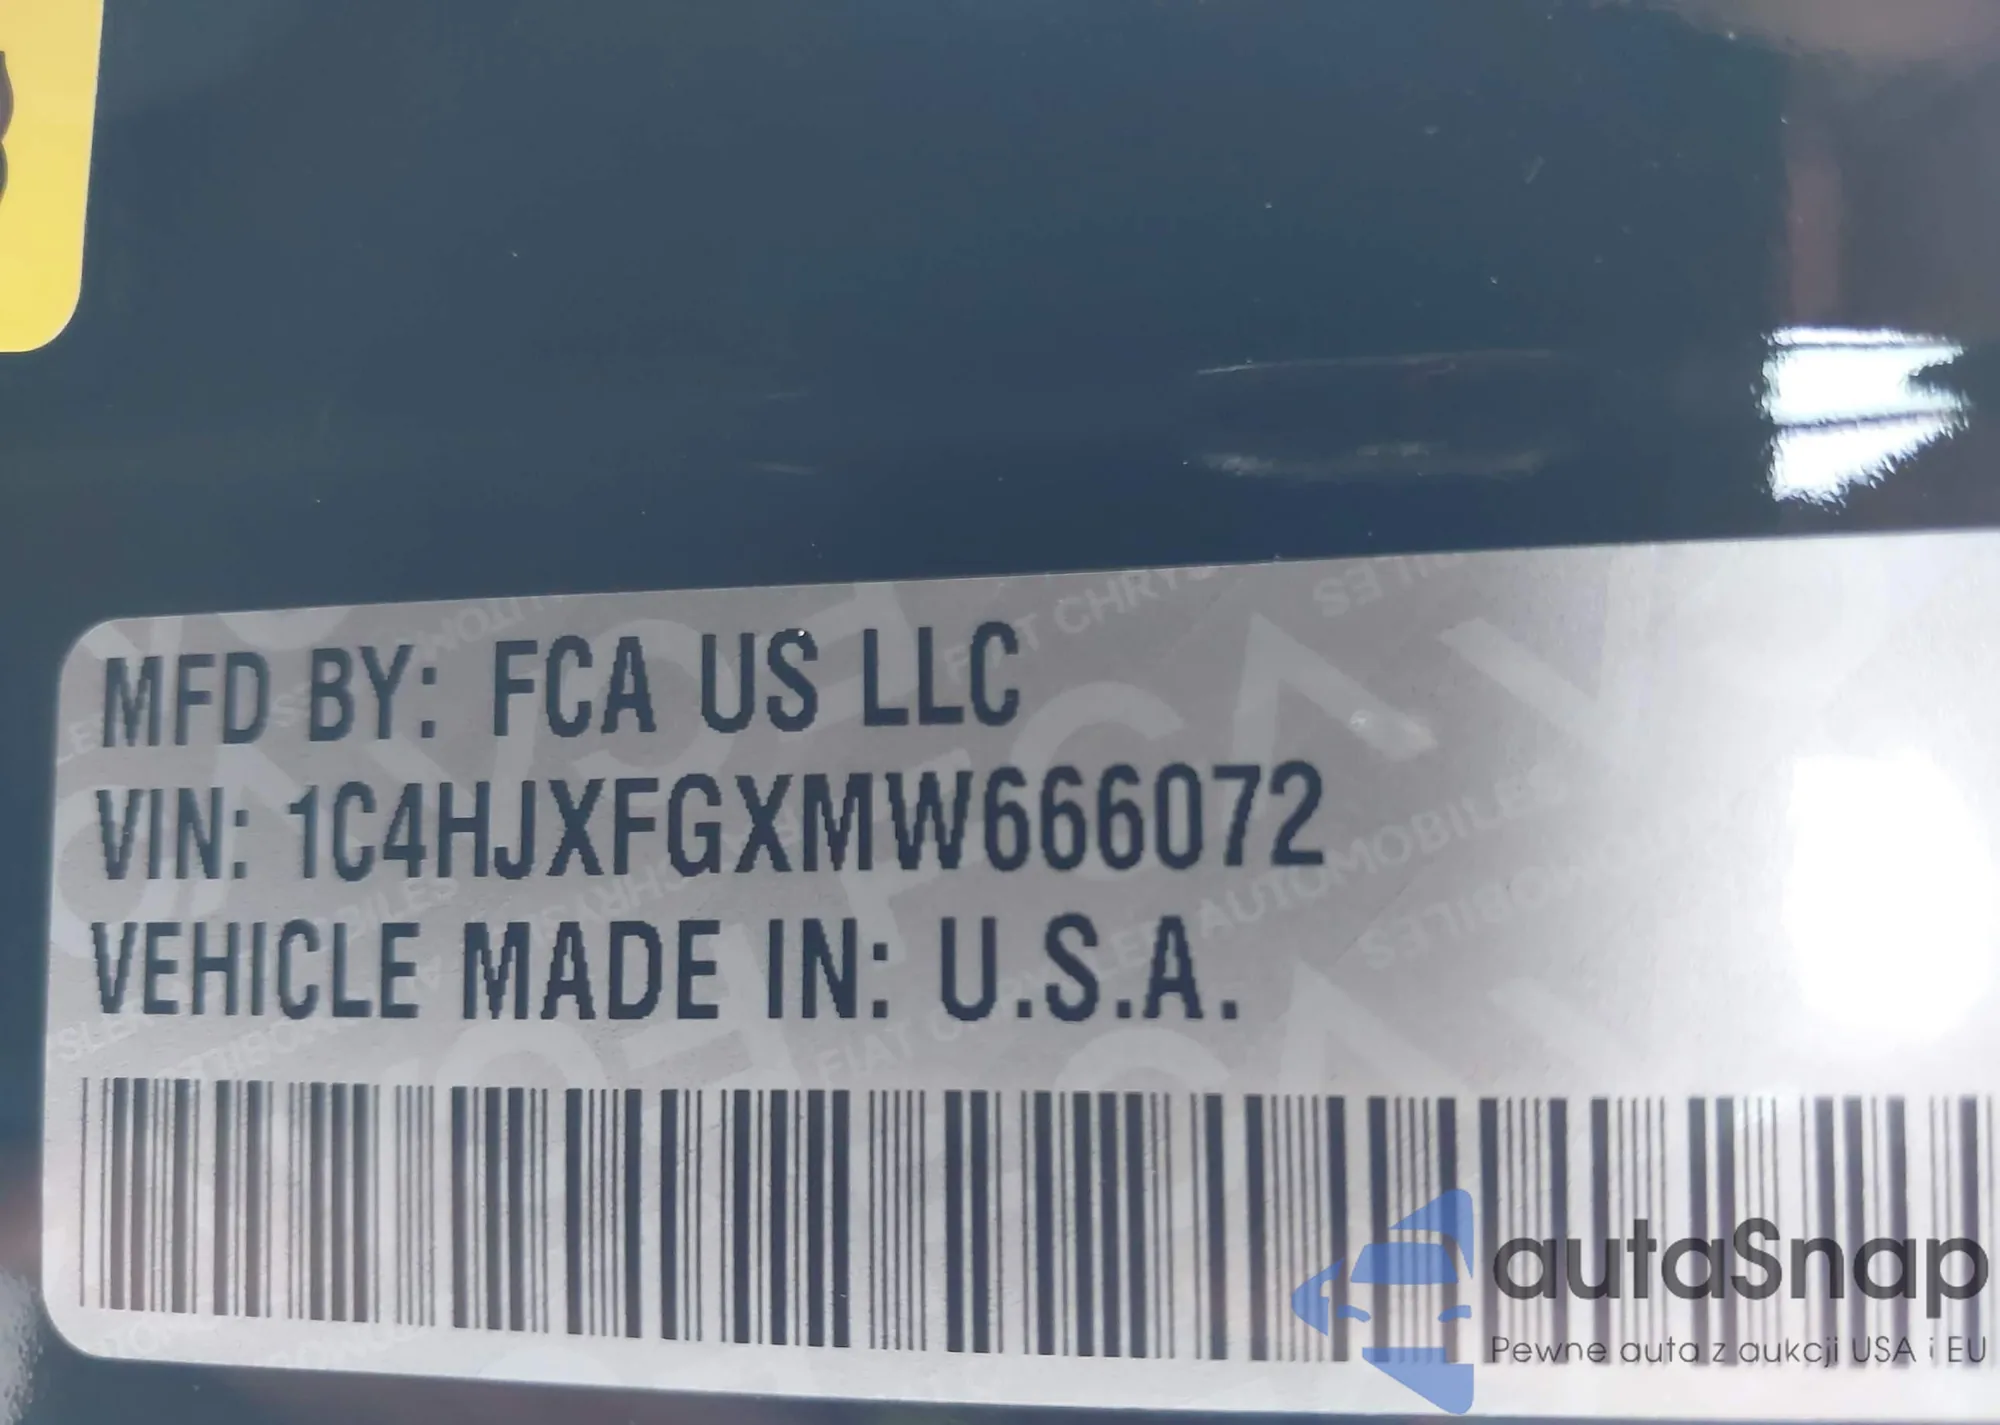 MFD BY: FCA US LLC
VIN: 1C4HJXFGXMW666072
VEHICLE MADE IN: U.S.A.
autaSnap
Pewne auta z aukcji USA i EU